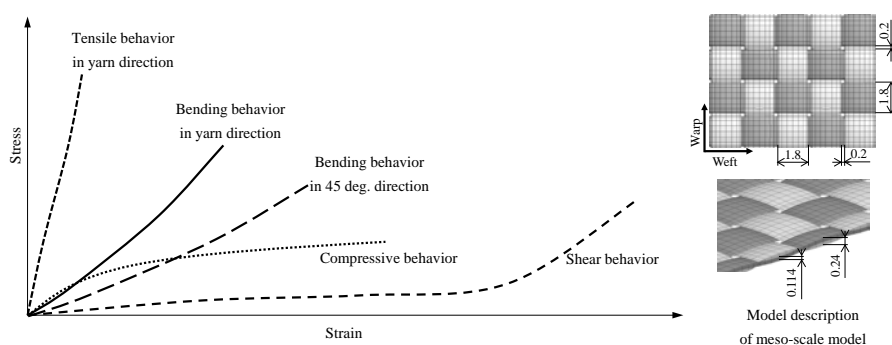 Tensile behavior
in yarn direction
Bending behavior
in yarn direction
Bending behavior
in 45 deg. direction
Compressive behavior
Shear behavior
Stress
Strain
0.2
1.8
Warp
Weft
1.8
0.2
0.114
0.24
Model description
of meso-scale model